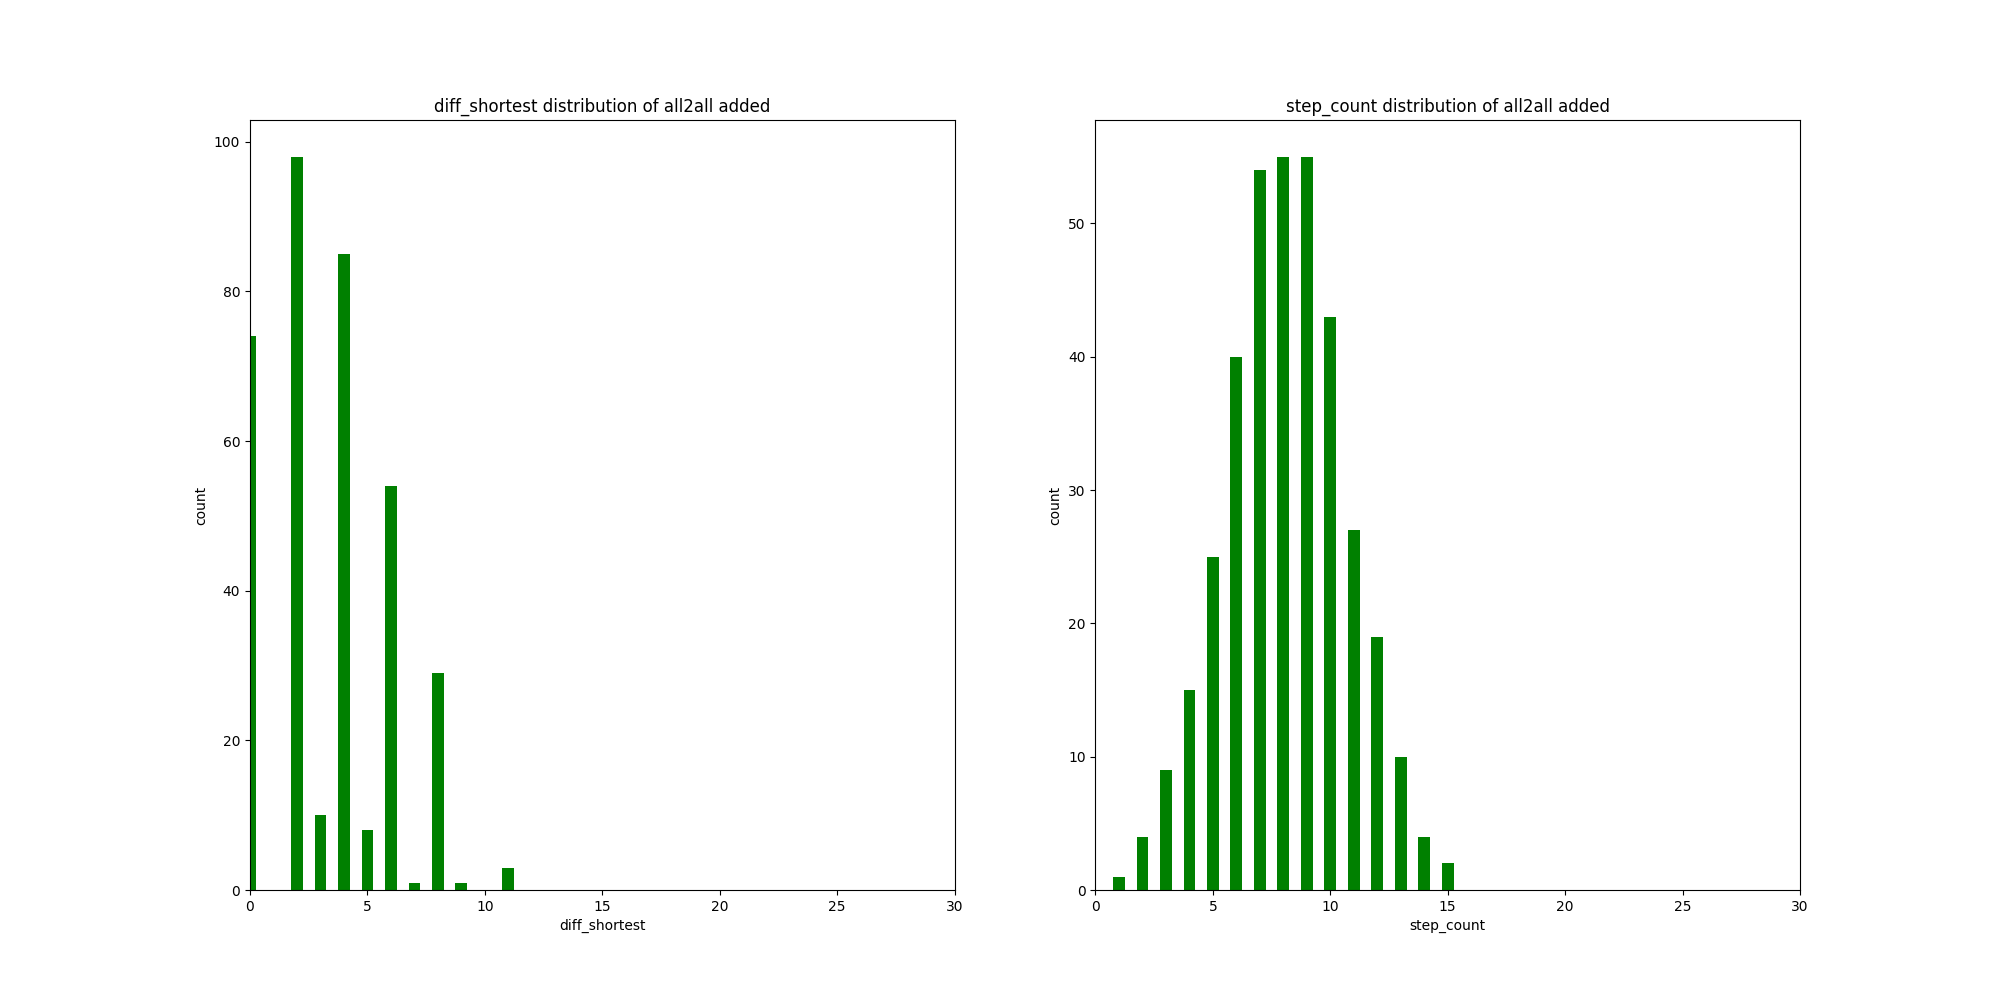 diff_shortest distribution of all2all added
100
80
60
40
20
0
count
0 5 10 15 20 25 30
diff_shortest
step_count distribution of all2all added
50
40
30
20
10
0
count
0 5 10 15 20 25 30
step_count